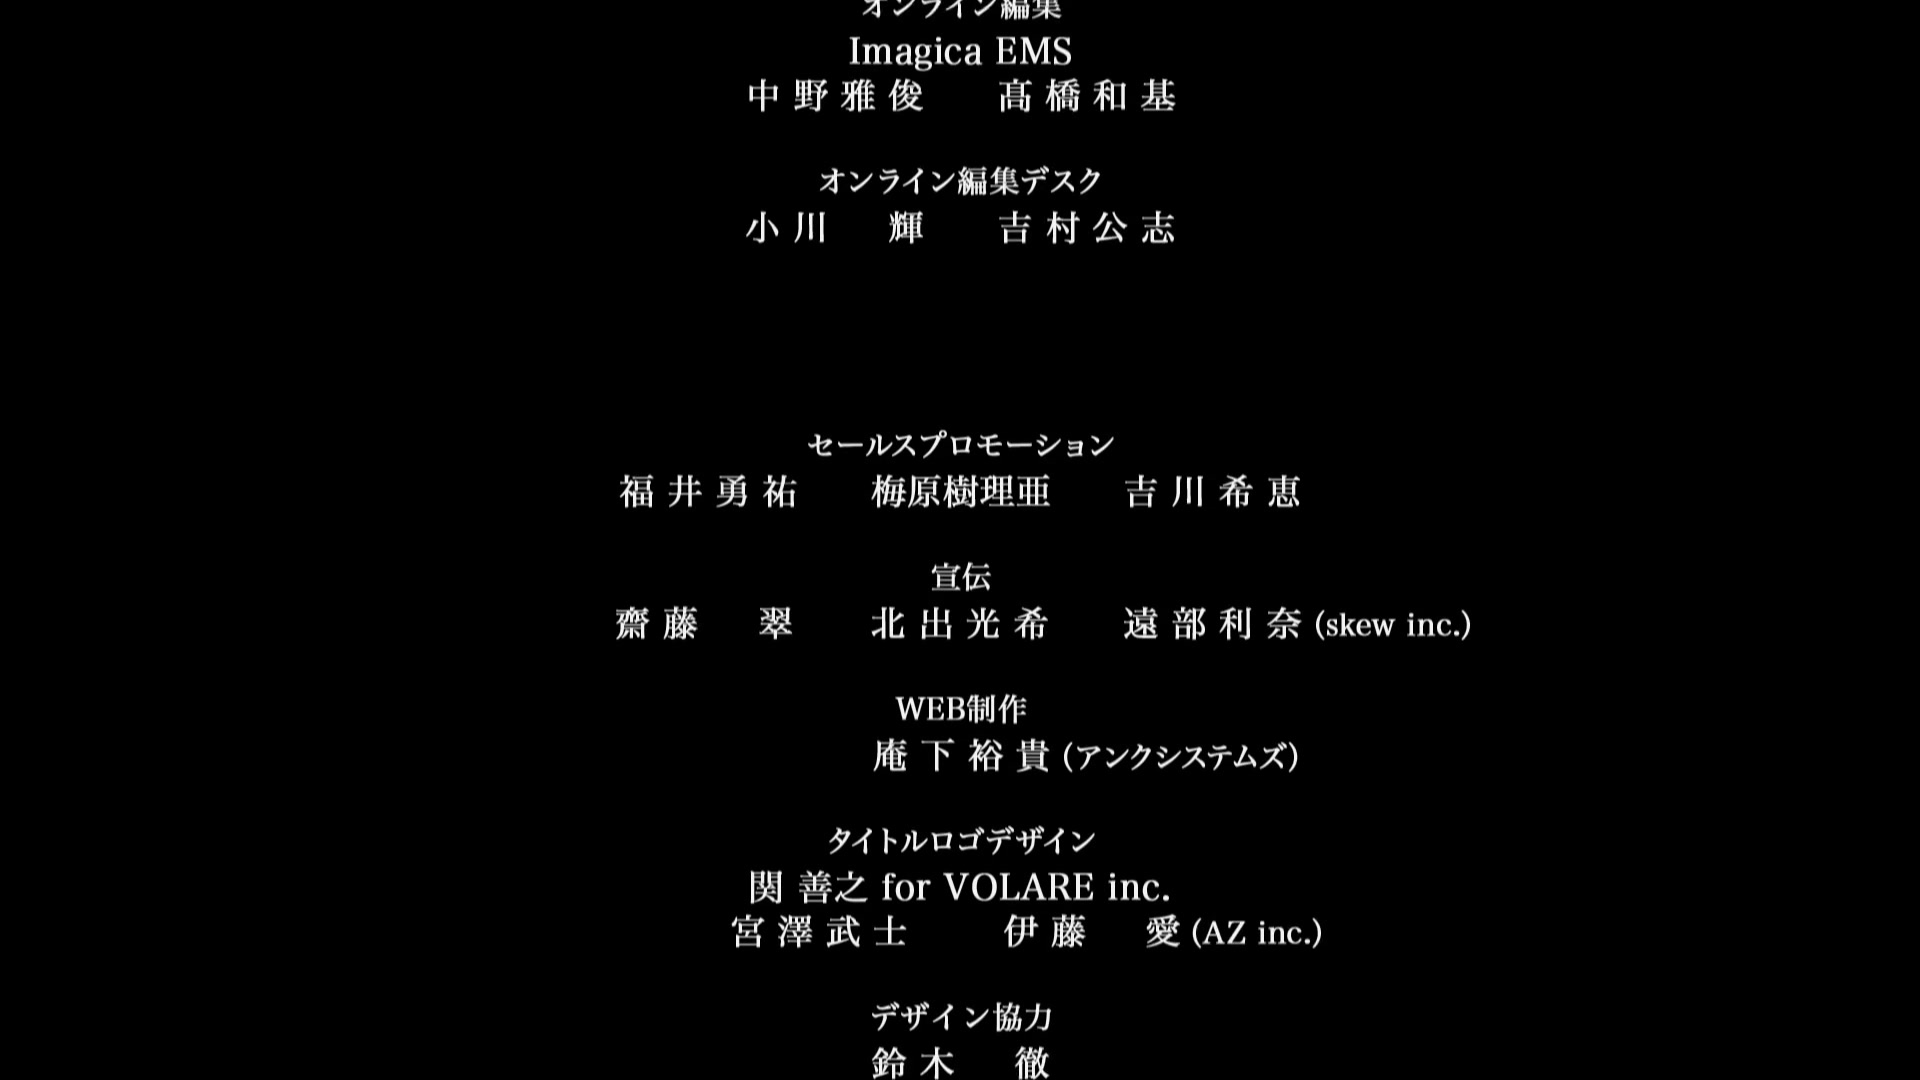 オンライン編集
Imagica EMS
中野雅俊　髙橋和基
オンライン編集デスク
小川　輝　吉村公志
セールスプロモーション
福井勇祐　梅原樹理亜　吉川希恵
宣伝
齋藤　翠　北出光希　遠部利奈 (skew inc.)
WEB制作
庵下裕貴 (アンクシステムズ)
タイトルロゴデザイン
関 善之 for VOLARE inc.
宮澤武士　伊藤　愛 (AZ inc.)
デザイン協力
鈴木　徹